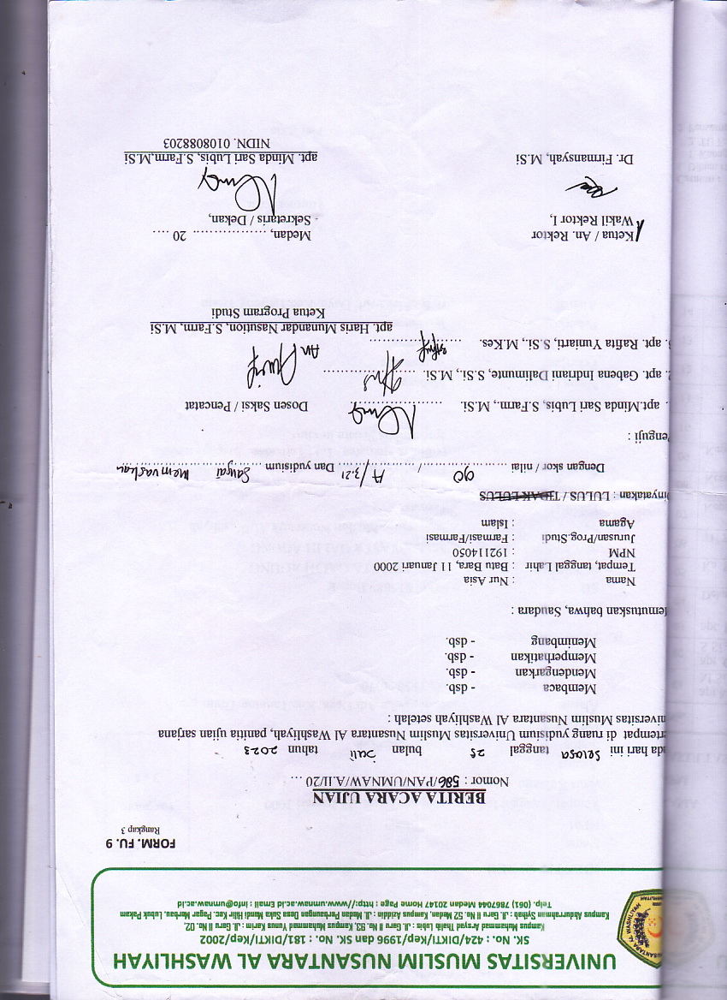 UNIVERSITAS MUSLIM NUSANTARA AL WASHLIYAH
SK. No. : 424/DIKTI/Kep/1996 dan SK. No. : 181/DIKTI/Kep/2002
Kampus Muhammad Arsyad Thalib Lubis : Jl. Garu II No. 93, Kampus Muhammad Yunus Karim : Jl. Garu II No. 02,
Kampus Abdurrahman Syihab : Jl. Garu II No. 52 Medan, Kampus Aziddin : Jl. Medan Perbaungan Desa Suka Mandi Hilir Kec. Pagar Merbau, Lubuk Pakam
Telp. (061) 7867044 Medan 20147 Home Page : http://www.umnaw.ac.id Email : info@umnaw.ac.id
FORM. FU. 9
Rangkap 3
BERITA ACARA UJIAN
Nomor : 586/PAN/UMNAW/A.II/20 ...
ada hari ini Selasa tanggal 25 bulan Juli tahun 2023
ertempat di ruang yudisium Universitas Muslim Nusantara Al Washliyah, panitia ujian sarjana
niversitas Muslim Nusantara Al Washliyah setelah :
Membaca - dsb.
Mendengarkan - dsb.
Memperhatikan - dsb.
Menimbang - dsb.
emutuskan bahwa, Saudara :
Nama : Nur Asia
Tempat, tanggal Lahir : Batu Bara, 11 Januari 2000
NPM : 192114050
Jurusan/Prog.Studi : Farmasi/Farmasi
Agama : Islam
inyatakan : LULUS / TIDAK LULUS
Dengan skor / nilai 90 / A / 3.21 Dan yudisium Sangat memuaskan
enguji :
. apt.Minda Sari Lubis, S.Farm., M.Si. Dosen Saksi / Pencatat
. apt. Gabena Indriani Dalimunte, S.Si., M.Si.
. apt. Rafita Yuniarti, S.Si., M.Kes.
An
apt. Haris Munandar Nasution, S.Farm, M.Si
Ketua Program Studi
Ketua / An. Rektor Medan, .................. 20 ....
Wakil Rektor, I Sekretaris / Dekan,
Dr. Firmansyah, M.Si apt. Minda Sari Lubis, S.Farm,M.Si
NIDN. 0108088203